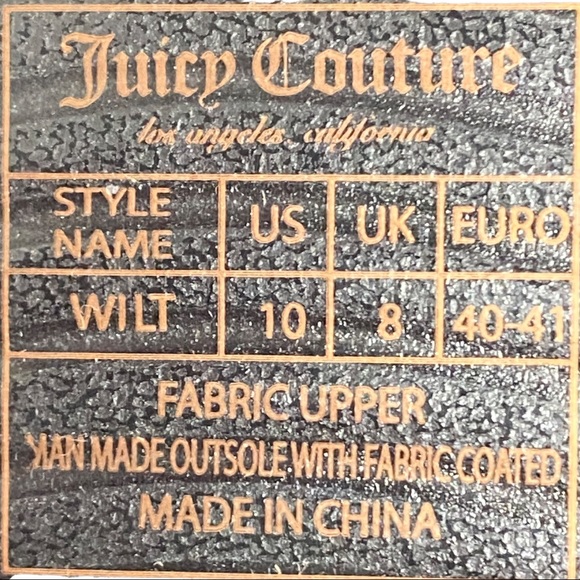 Juicy Couture
los angeles, california
STYLE NAME US UK EURO
WILT 10 8 40-41
FABRIC UPPER
MAN MADE OUTSOLE WITH FABRIC COATED
MADE IN CHINA